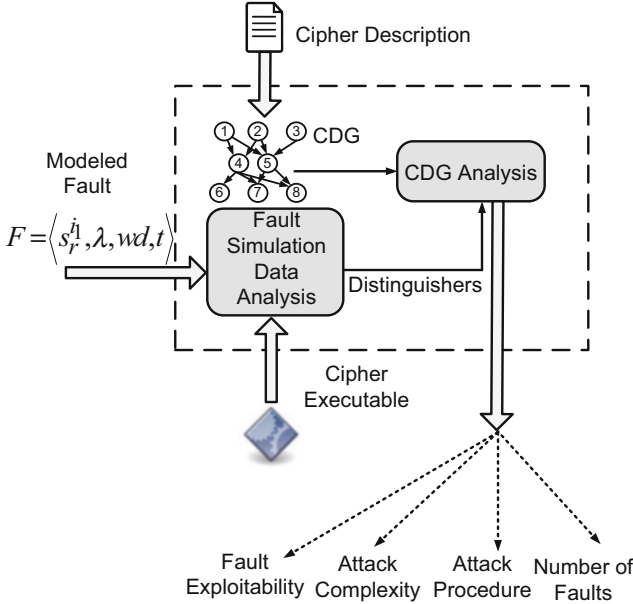 Cipher Description
1 2 3 CDG
4 5
6 7 8
CDG Analysis
Modeled
Fault
F = ⟨s_r^{i_1}, λ, wd, t⟩
Fault
Simulation
Data
Analysis
Distinguishers
Cipher
Executable
Fault
Exploitability
Attack
Complexity
Attack
Procedure
Number of
Faults